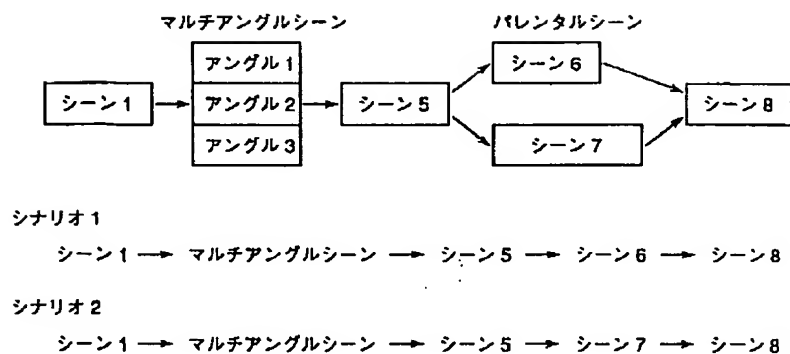 マルチアングルシーン パレンタルシーン
アングル1
アングル2
アングル3
シーン1
シーン5
シーン6
シーン7
シーン8
シナリオ1
シーン1 → マルチアングルシーン → シーン5 → シーン6 → シーン8
シナリオ2
シーン1 → マルチアングルシーン → シーン5 → シーン7 → シーン8